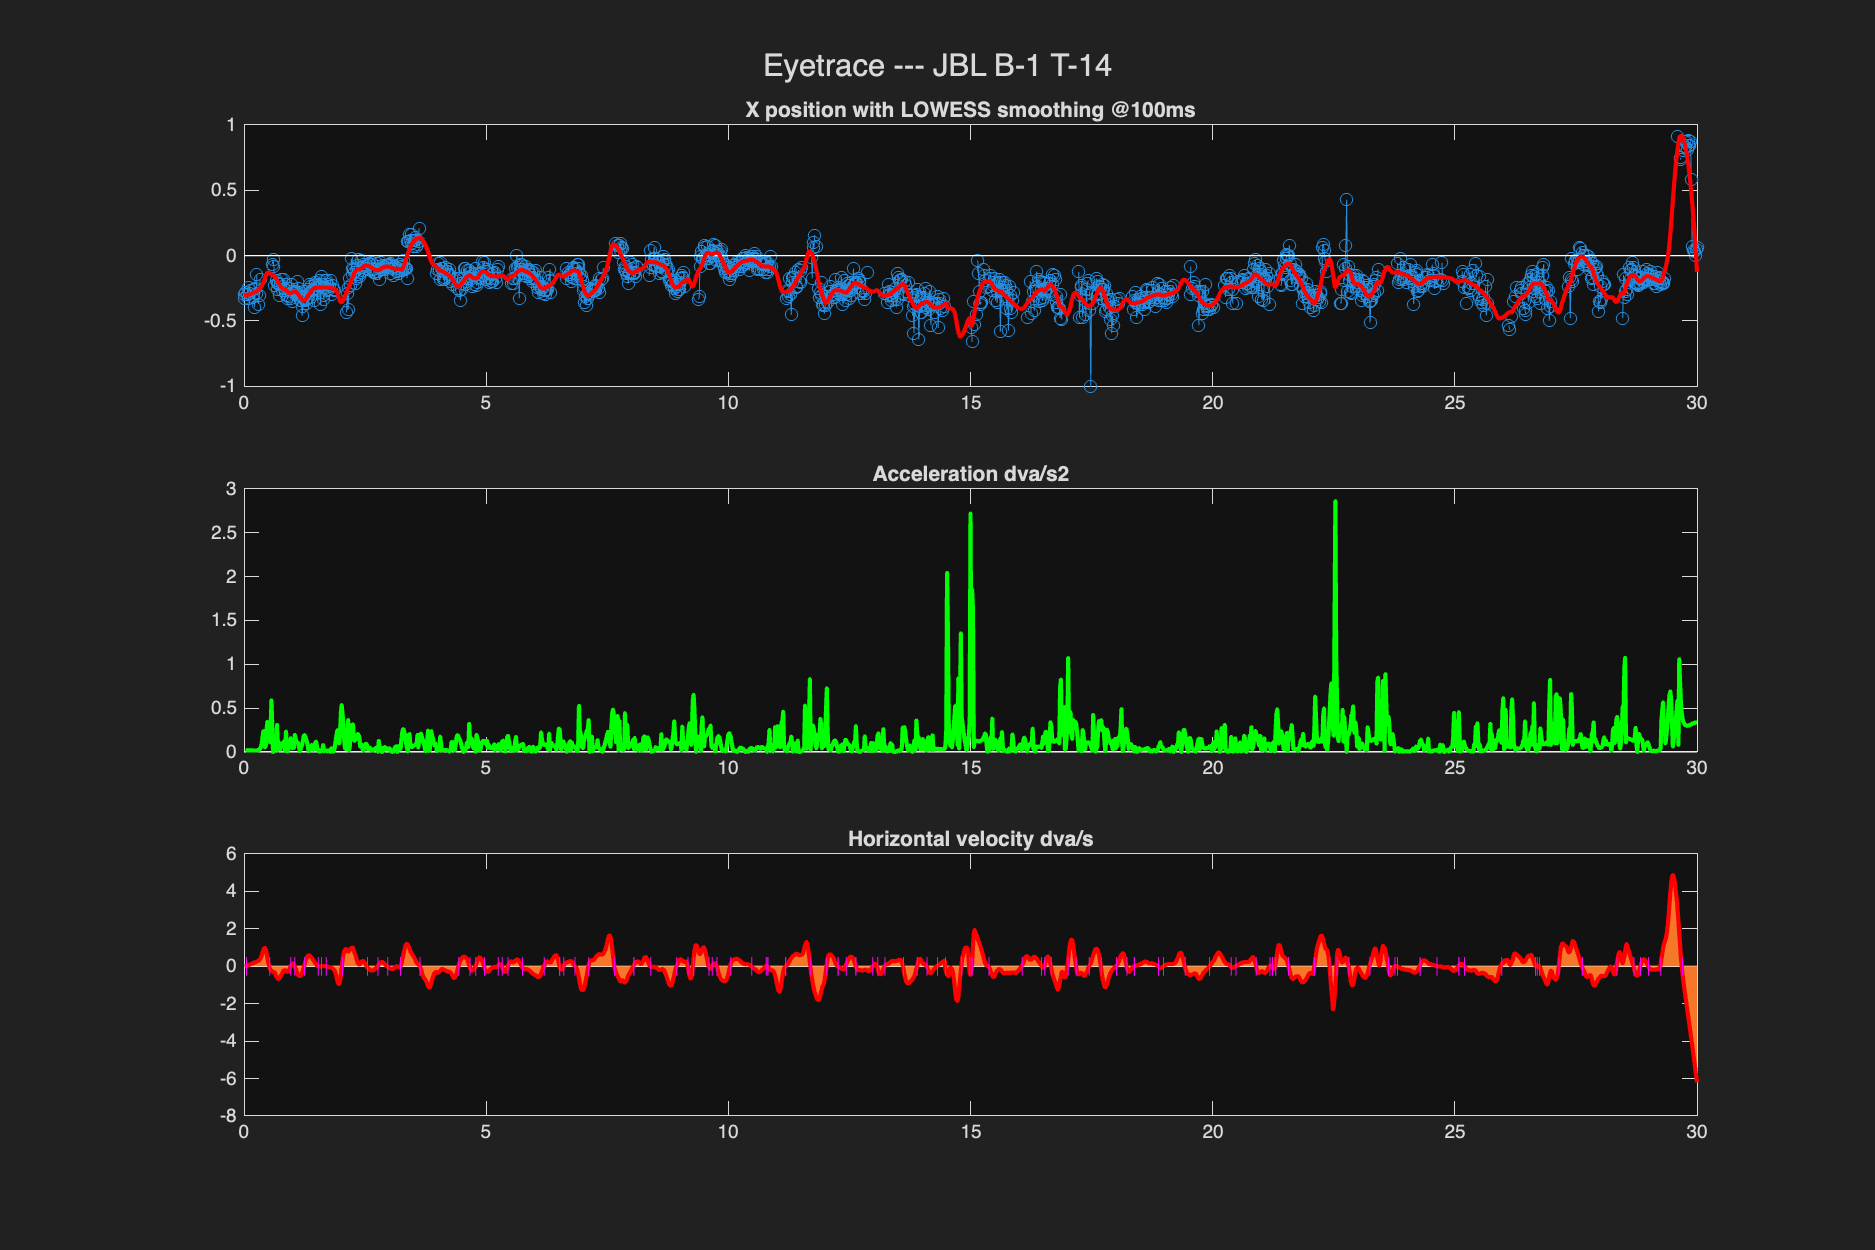 Eyetrace --- JBL B-1 T-14
X position with LOWESS smoothing @100ms
1
0.5
0
-0.5
-1
0 5 10 15 20 25 30
Acceleration dva/s2
3
2.5
2
1.5
1
0.5
0
0 5 10 15 20 25 30
Horizontal velocity dva/s
6
4
2
0
-2
-4
-6
-8
0 5 10 15 20 25 30